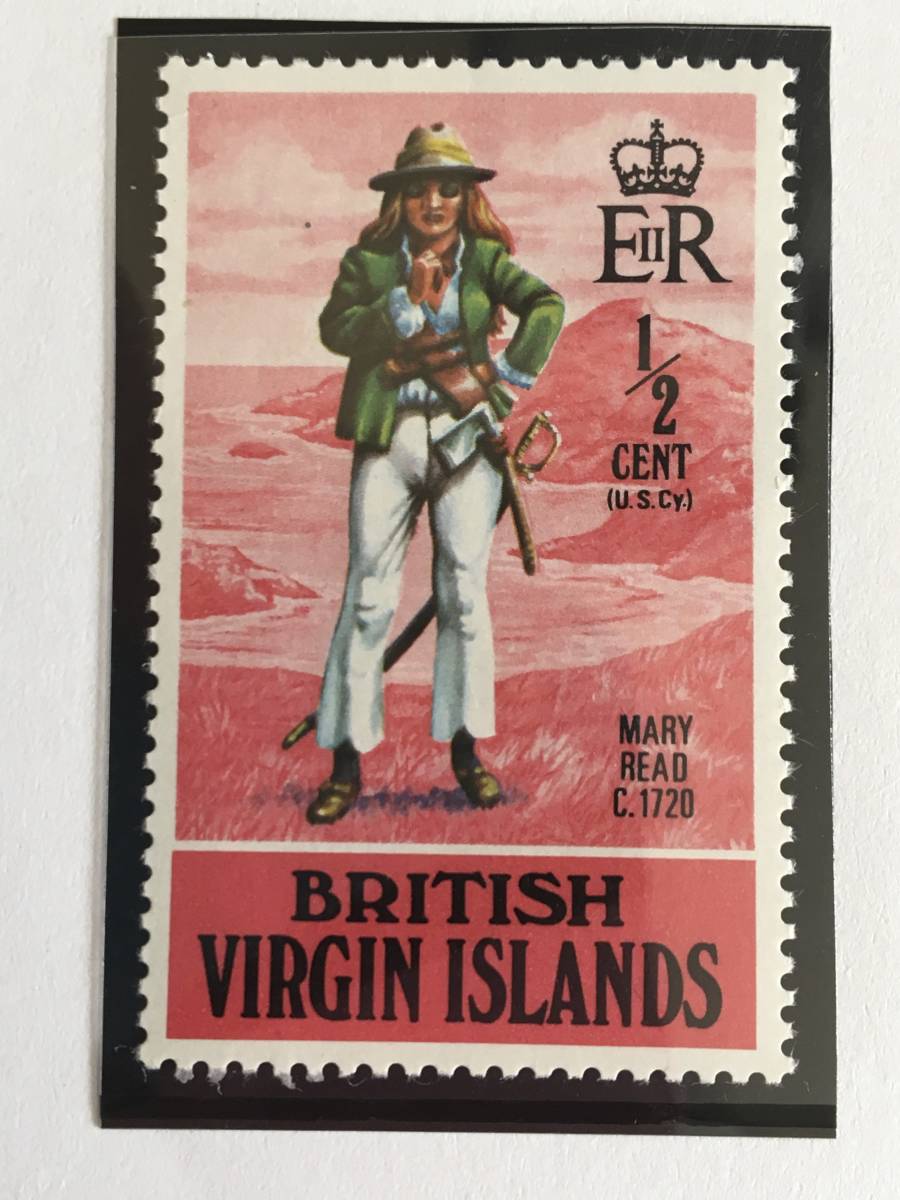 EIIR
1/2
CENT
(U.S.Cy.)
MARY
READ
C.1720
BRITISH
VIRGIN ISLANDS